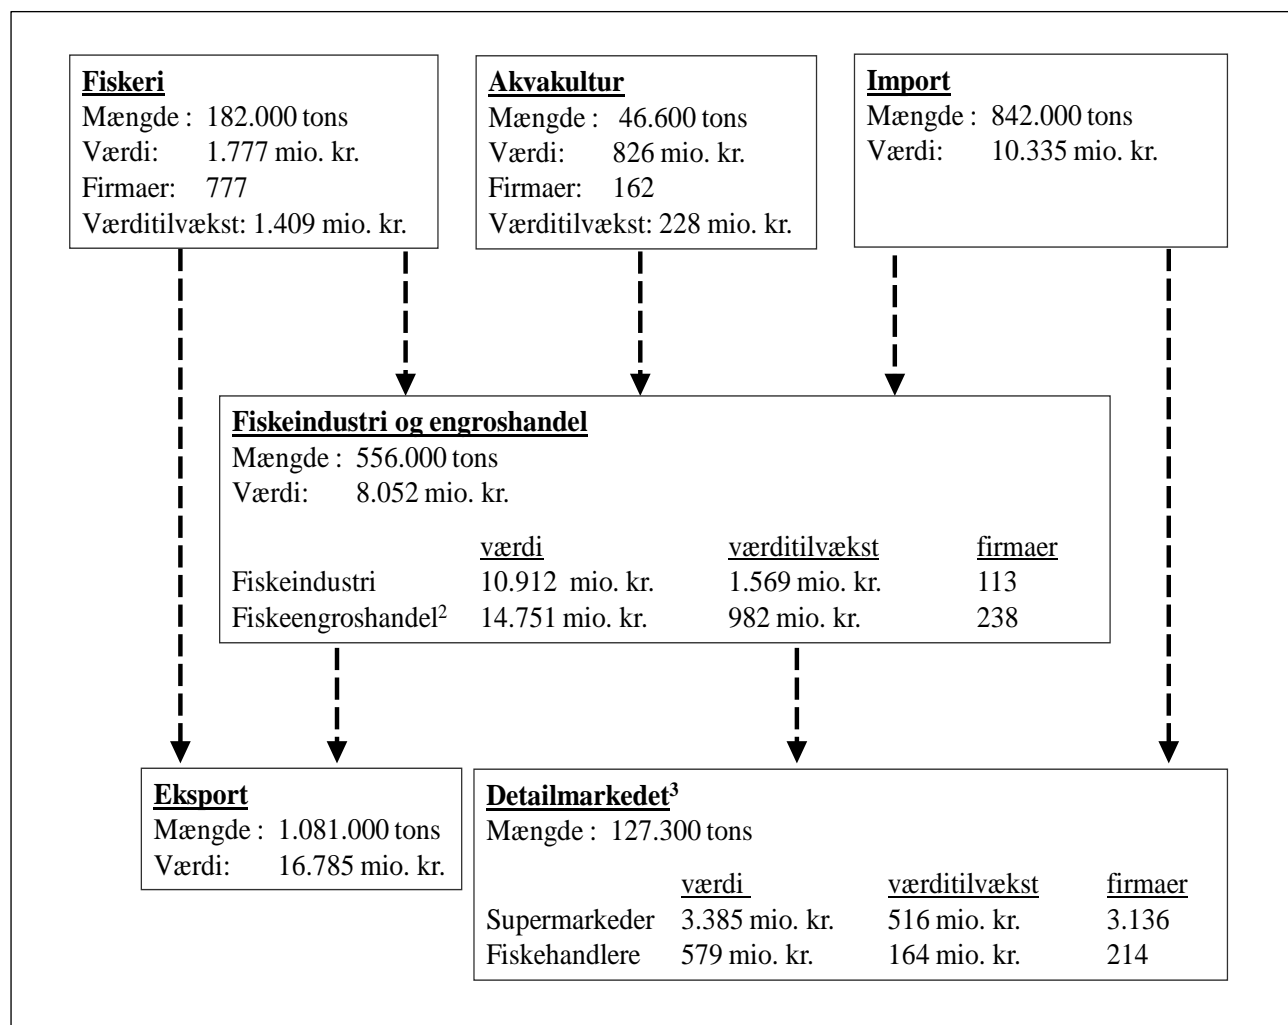 Fiskeri
Mængde : 182.000 tons
Værdi: 1.777 mio. kr.
Firmaer: 777
Værditilvækst: 1.409 mio. kr.
Akvakultur
Mængde : 46.600 tons
Værdi: 826 mio. kr.
Firmaer: 162
Værditilvækst: 228 mio. kr.
Import
Mængde : 842.000 tons
Værdi: 10.335 mio. kr.
Fiskeindustri og engroshandel
Mængde : 556.000 tons
Værdi: 8.052 mio. kr.
værdi værditilvækst firmaer
Fiskeindustri 10.912 mio. kr. 1.569 mio. kr. 113
Fiskeengroshandel² 14.751 mio. kr. 982 mio. kr. 238
Eksport
Mængde : 1.081.000 tons
Værdi: 16.785 mio. kr.
Detailmarkedet³
Mængde : 127.300 tons
værdi værditilvækst firmaer
Supermarkeder 3.385 mio. kr. 516 mio. kr. 3.136
Fiskehandlere 579 mio. kr. 164 mio. kr. 214